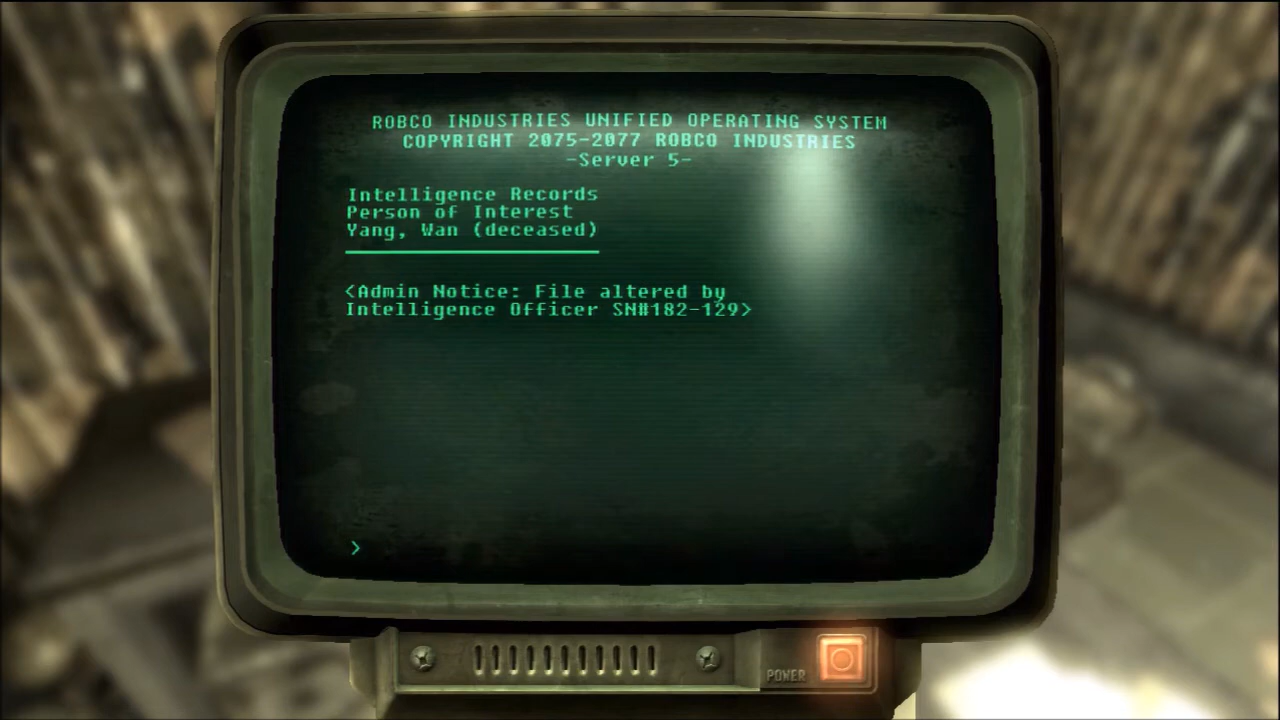 ROBCO INDUSTRIES UNIFIED OPERATING SYSTEM
COPYRIGHT 2075-2077 ROBCO INDUSTRIES
-Server 5-
Intelligence Records
Person of Interest
Yang, Wan (deceased)
<Admin Notice: File altered by
Intelligence Officer SN#182-129>
>
POWER